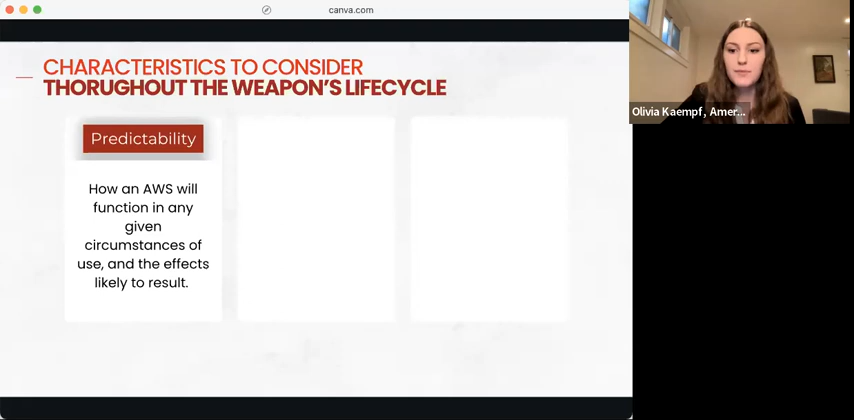 canva.com
CHARACTERISTICS TO CONSIDER
THORUGHOUT THE WEAPON'S LIFECYCLE
Predictability
How an AWS will
function in any
given
circumstances of
use, and the effects
likely to result.
Olivia Kaempf, Amer...